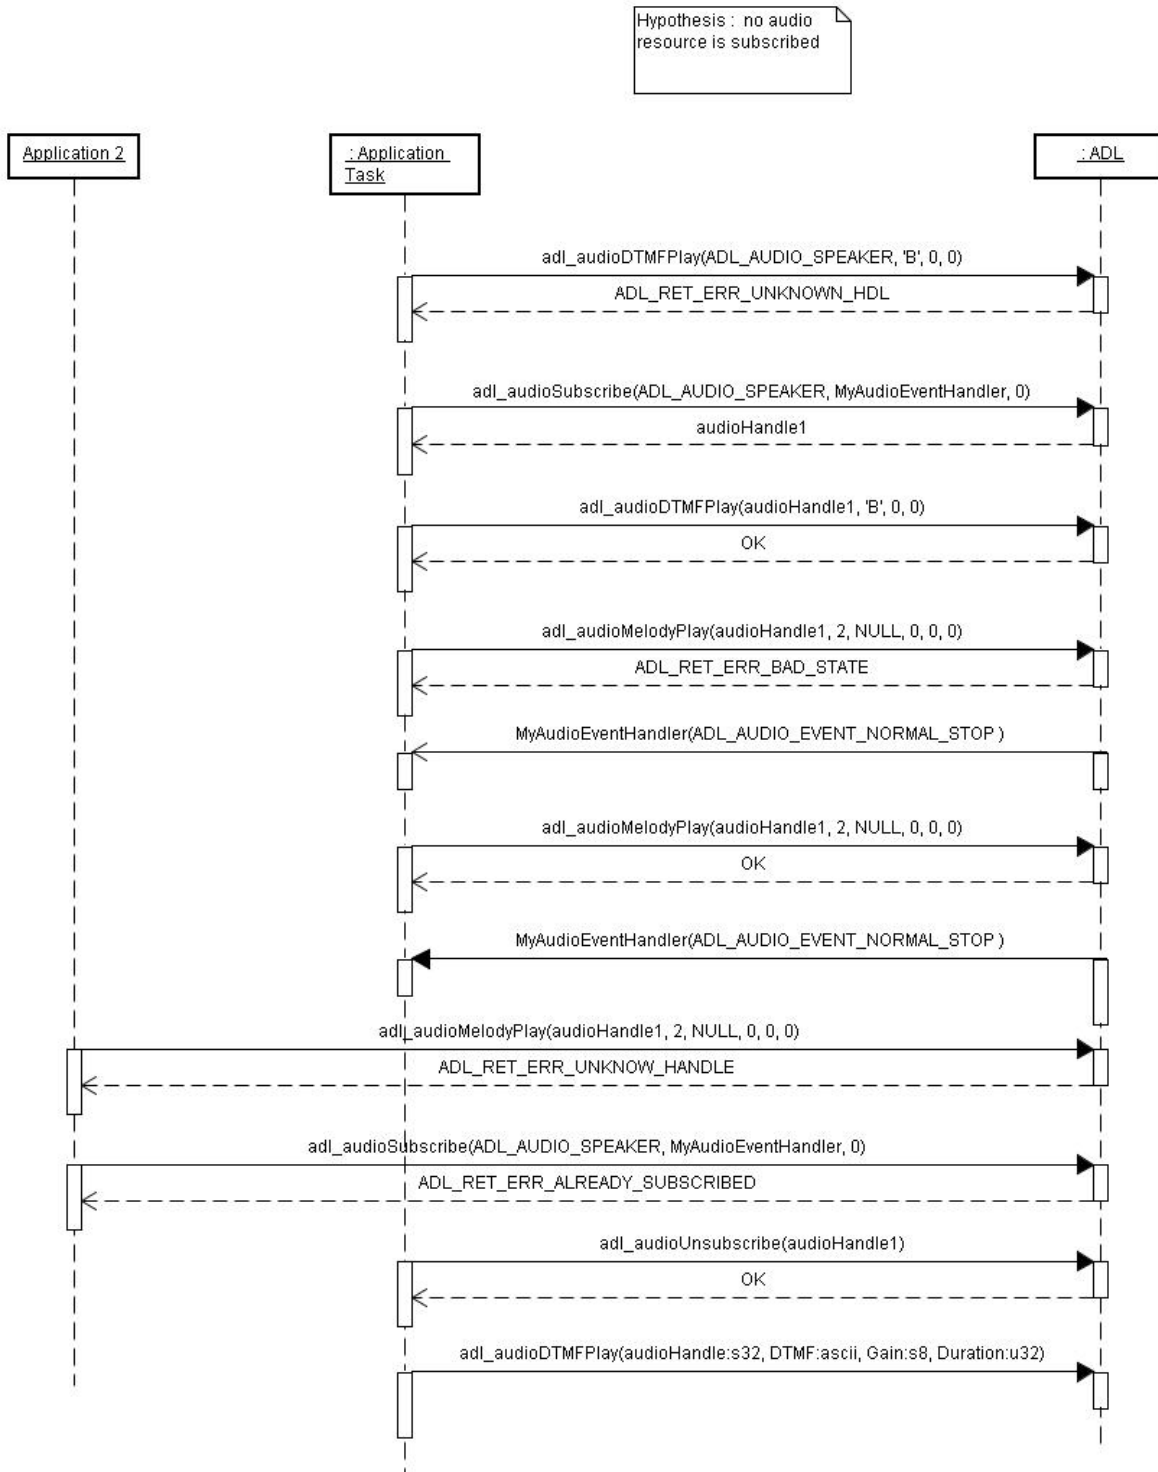 Hypothesis : no audio
resource is subscribed
Application 2
: Application
Task
: ADL
adl_audioDTMFPlay(ADL_AUDIO_SPEAKER, 'B', 0, 0)
ADL_RET_ERR_UNKNOWN_HDL
adl_audioSubscribe(ADL_AUDIO_SPEAKER, MyAudioEventHandler, 0)
audioHandle1
adl_audioDTMFPlay(audioHandle1, 'B', 0, 0)
OK
adl_audioMelodyPlay(audioHandle1, 2, NULL, 0, 0, 0)
ADL_RET_ERR_BAD_STATE
MyAudioEventHandler(ADL_AUDIO_EVENT_NORMAL_STOP )
adl_audioMelodyPlay(audioHandle1, 2, NULL, 0, 0, 0)
OK
MyAudioEventHandler(ADL_AUDIO_EVENT_NORMAL_STOP )
adl_audioMelodyPlay(audioHandle1, 2, NULL, 0, 0, 0)
ADL_RET_ERR_UNKNOW_HANDLE
adl_audioSubscribe(ADL_AUDIO_SPEAKER, MyAudioEventHandler, 0)
ADL_RET_ERR_ALREADY_SUBSCRIBED
adl_audioUnsubscribe(audioHandle1)
OK
adl_audioDTMFPlay(audioHandle:s32, DTMF:ascii, Gain:s8, Duration:u32)